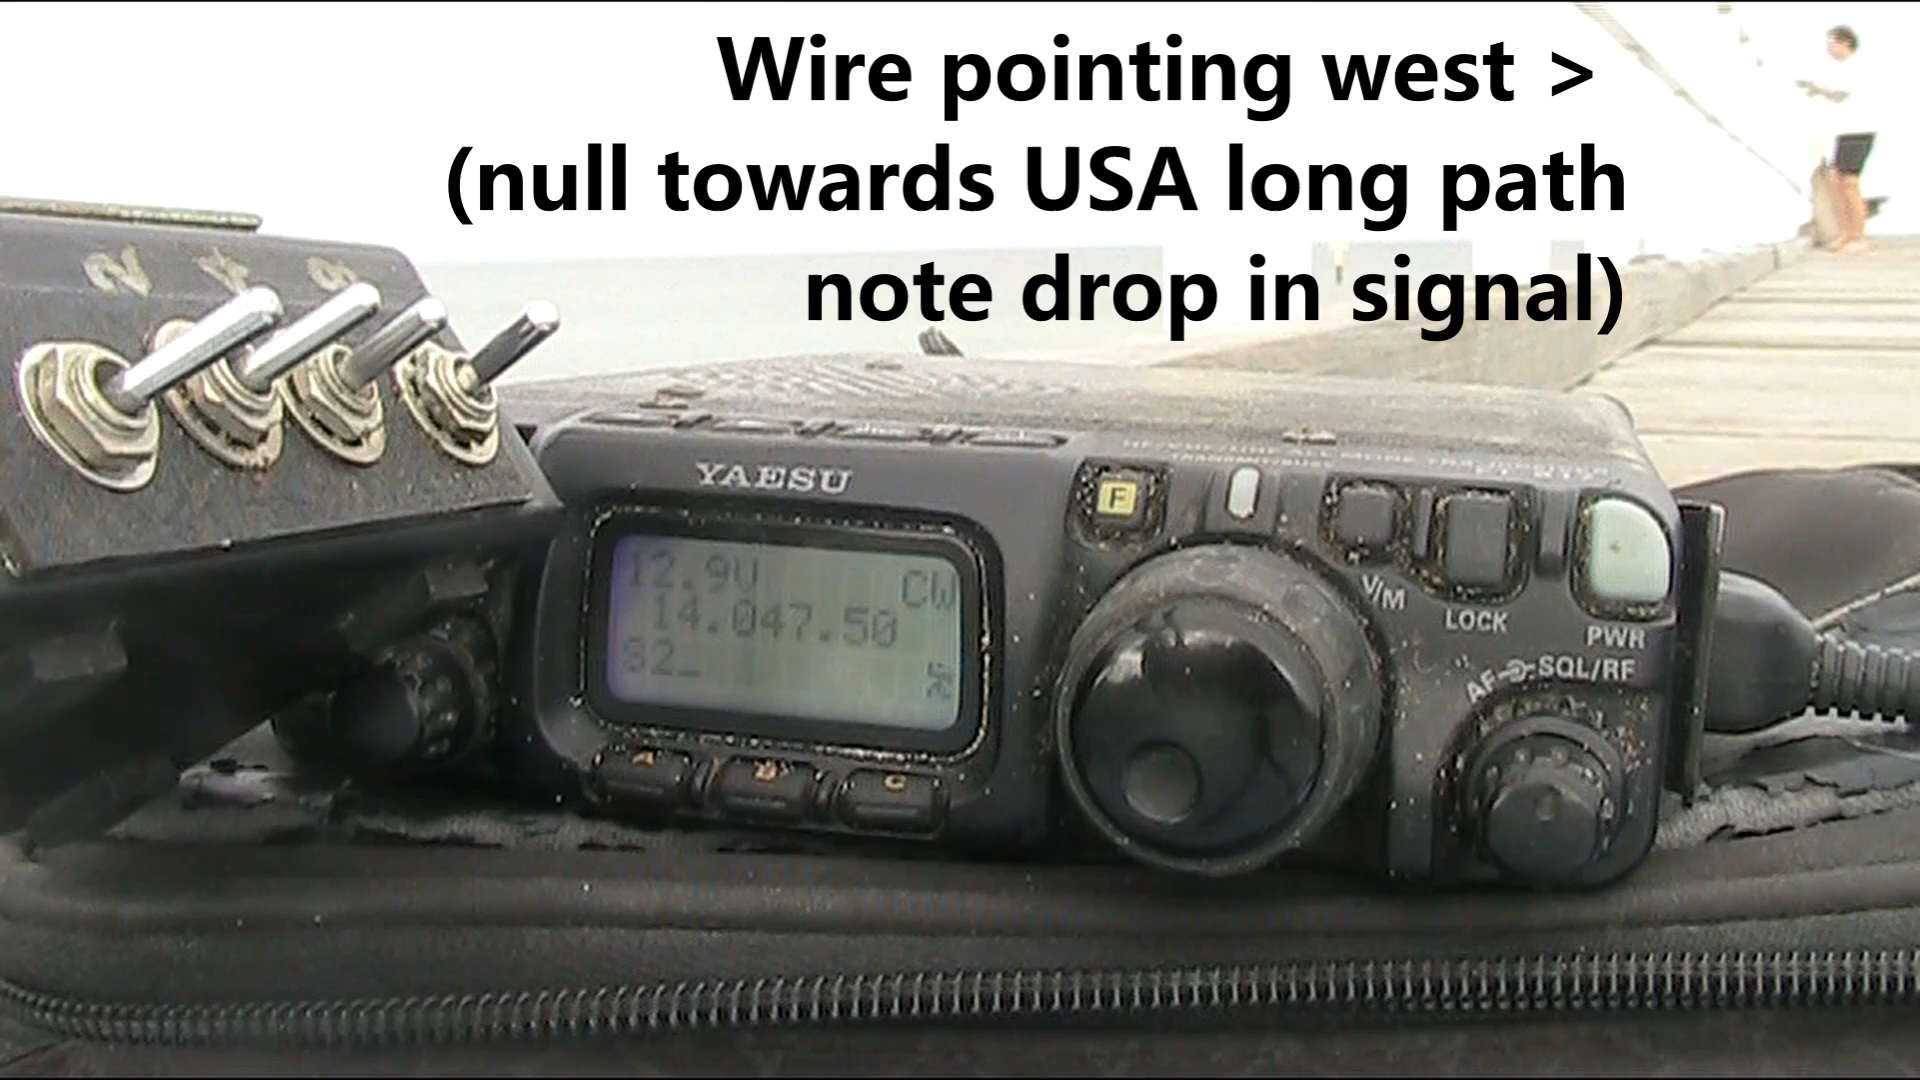 Wire pointing west >
(null towards USA long path
note drop in signal)
2
YAESU
F
12.9V CW
14.047.50
S2
V/M
LOCK
PWR
AF SQL/RF
A B C